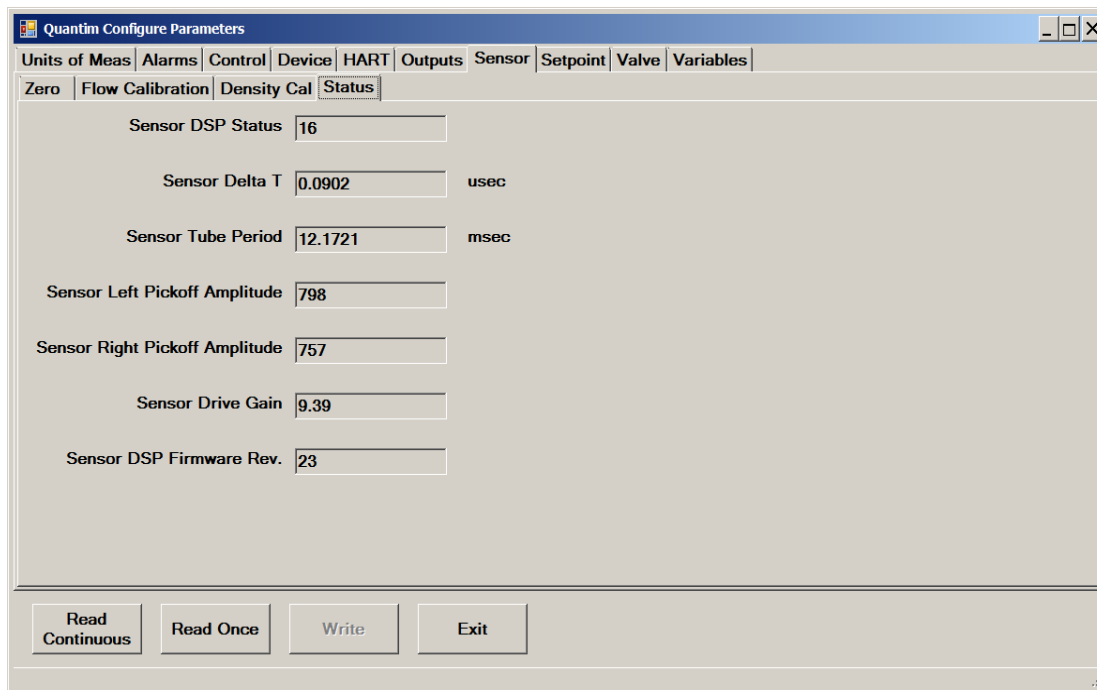 Quantim Configure Parameters
Units of Meas Alarms Control Device HART Outputs Sensor Setpoint Valve Variables
Zero Flow Calibration Density Cal Status
Sensor DSP Status 16
Sensor Delta T 0.0902 usec
Sensor Tube Period 12.1721 msec
Sensor Left Pickoff Amplitude 798
Sensor Right Pickoff Amplitude 757
Sensor Drive Gain 9.39
Sensor DSP Firmware Rev. 23
Read Continuous Read Once Write Exit